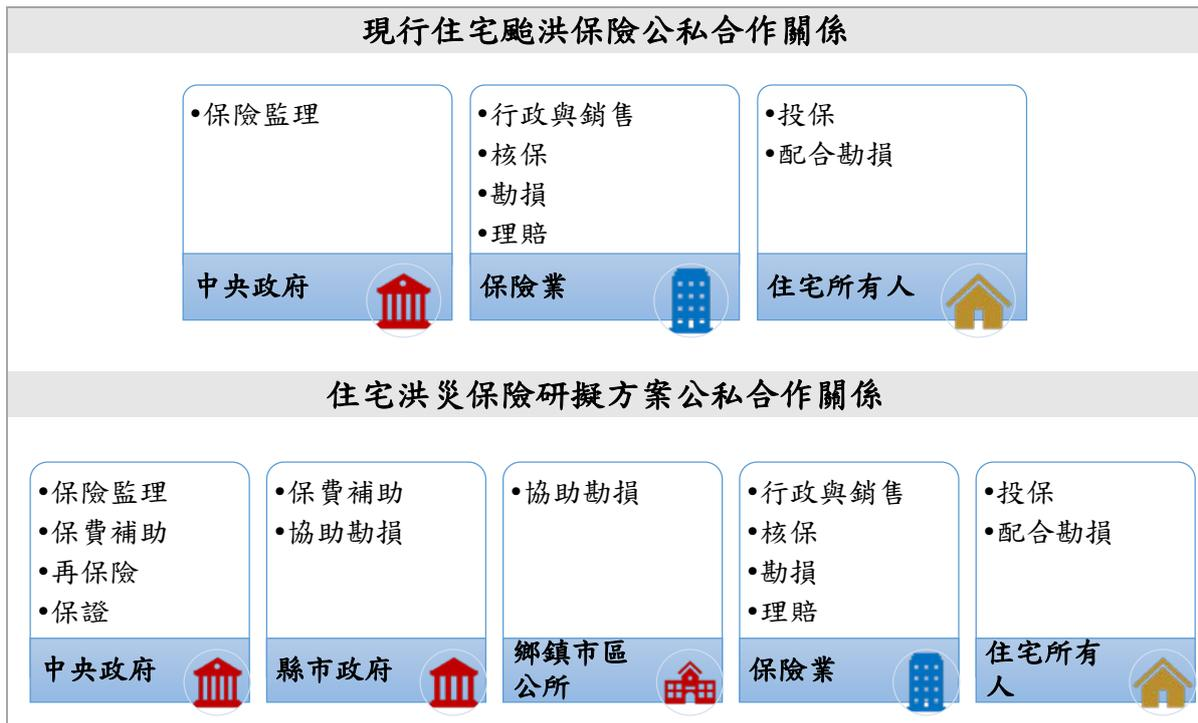 現行住宅颱洪保險公私合作關係
•保險監理
中央政府
•行政與銷售
•核保
•勘損
•理賠
保險業
•投保
•配合勘損
住宅所有人
住宅洪災保險研擬方案公私合作關係
•保險監理
•保費補助
•再保險
•保證
中央政府
•保費補助
•協助勘損
縣市政府
•協助勘損
鄉鎮市區
公所
•行政與銷售
•核保
•勘損
•理賠
保險業
•投保
•配合勘損
住宅所有
人